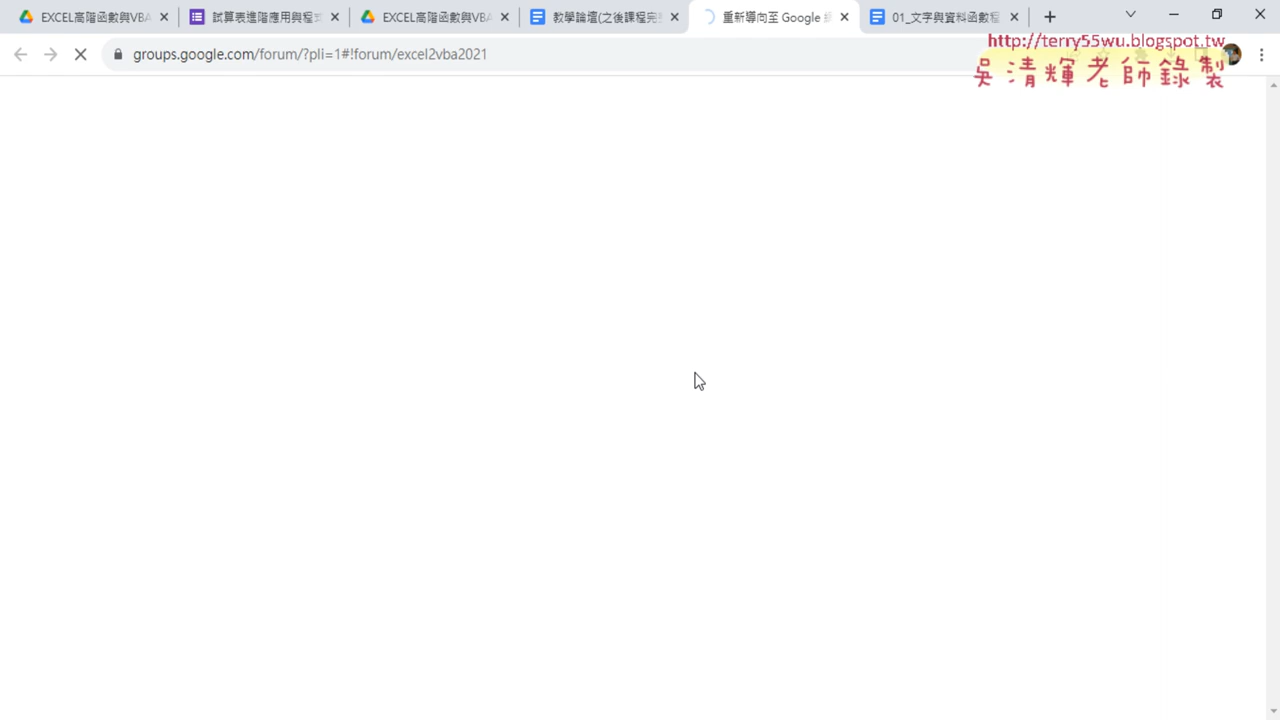 EXCEL高階函數與VBA
試算表進階應用與程式
EXCEL高階函數與VBA
教學論壇(之後課程完整
重新導向至 Google
01_文字與資料函數程
groups.google.com/forum/?pli=1#!forum/excel2vba2021
http://terry55wu.blogspot.tw
吳清輝老師錄製